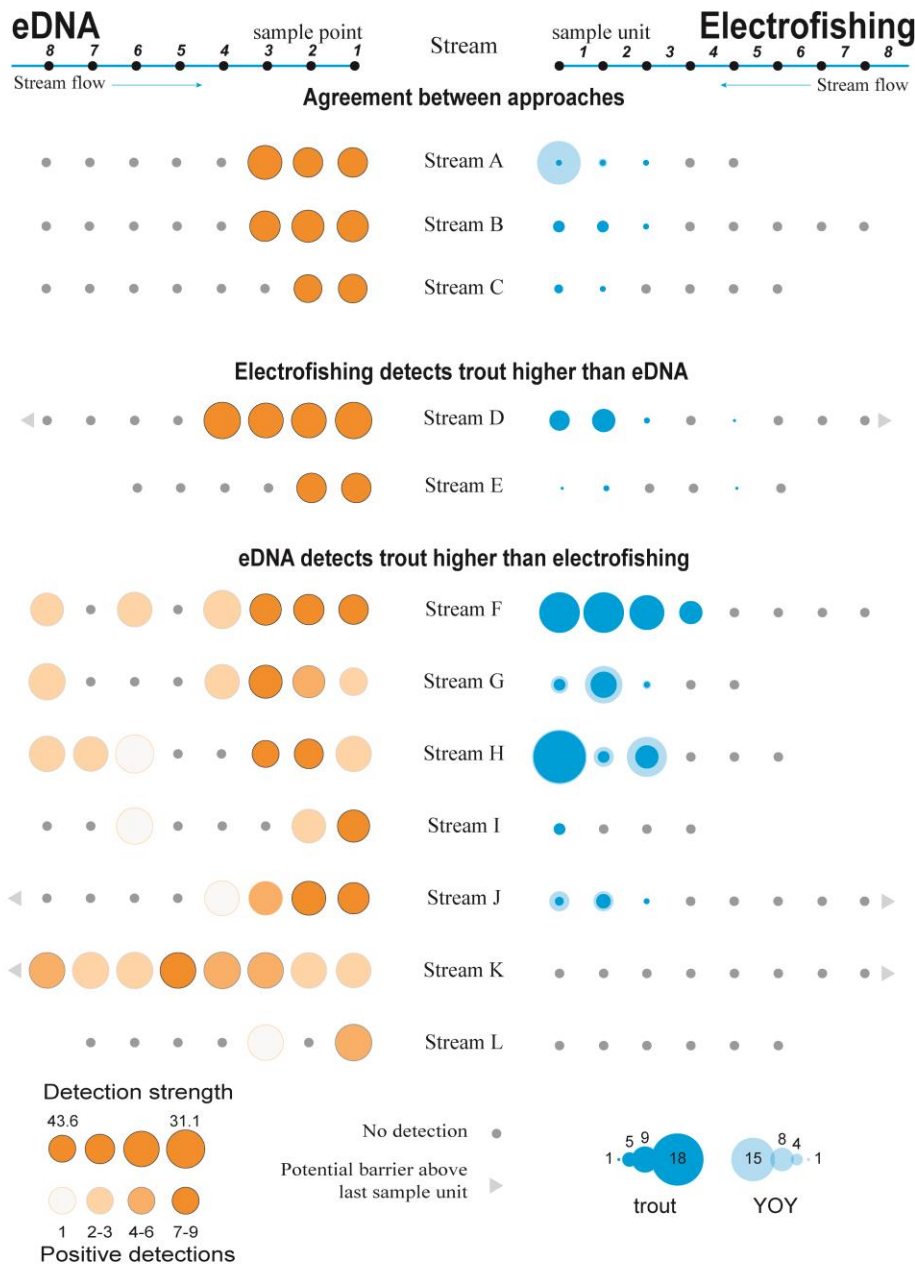 eDNA
sample point
Stream
sample unit
Electrofishing
8 7 6 5 4 3 2 1
1 2 3 4 5 6 7 8
Stream flow
Stream flow
Agreement between approaches
Stream A
Stream B
Stream C
Electrofishing detects trout higher than eDNA
Stream D
Stream E
eDNA detects trout higher than electrofishing
Stream F
Stream G
Stream H
Stream I
Stream J
Stream K
Stream L
Detection strength
43.6 31.1
1 2-3 4-6 7-9
Positive detections
No detection
Potential barrier above
last sample unit
1 5 9 18
trout
15 8 4 1
YOY